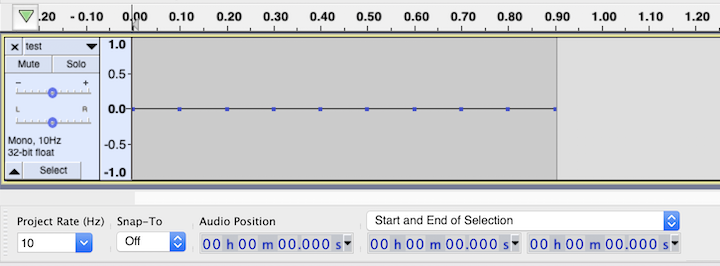 .20 - 0.10 0.00 0.10 0.20 0.30 0.40 0.50 0.60 0.70 0.80 0.90 1.00 1.10 1.20
× test
Mute Solo
− +
L R
Mono, 10Hz
32-bit float
Select
1.0
0.5-
0.0-
-0.5-
-1.0
Project Rate (Hz) Snap-To Audio Position Start and End of Selection
10 Off 00 h 00 m 00.000 s 00 h 00 m 00.000 s 00 h 00 m 00.000 s